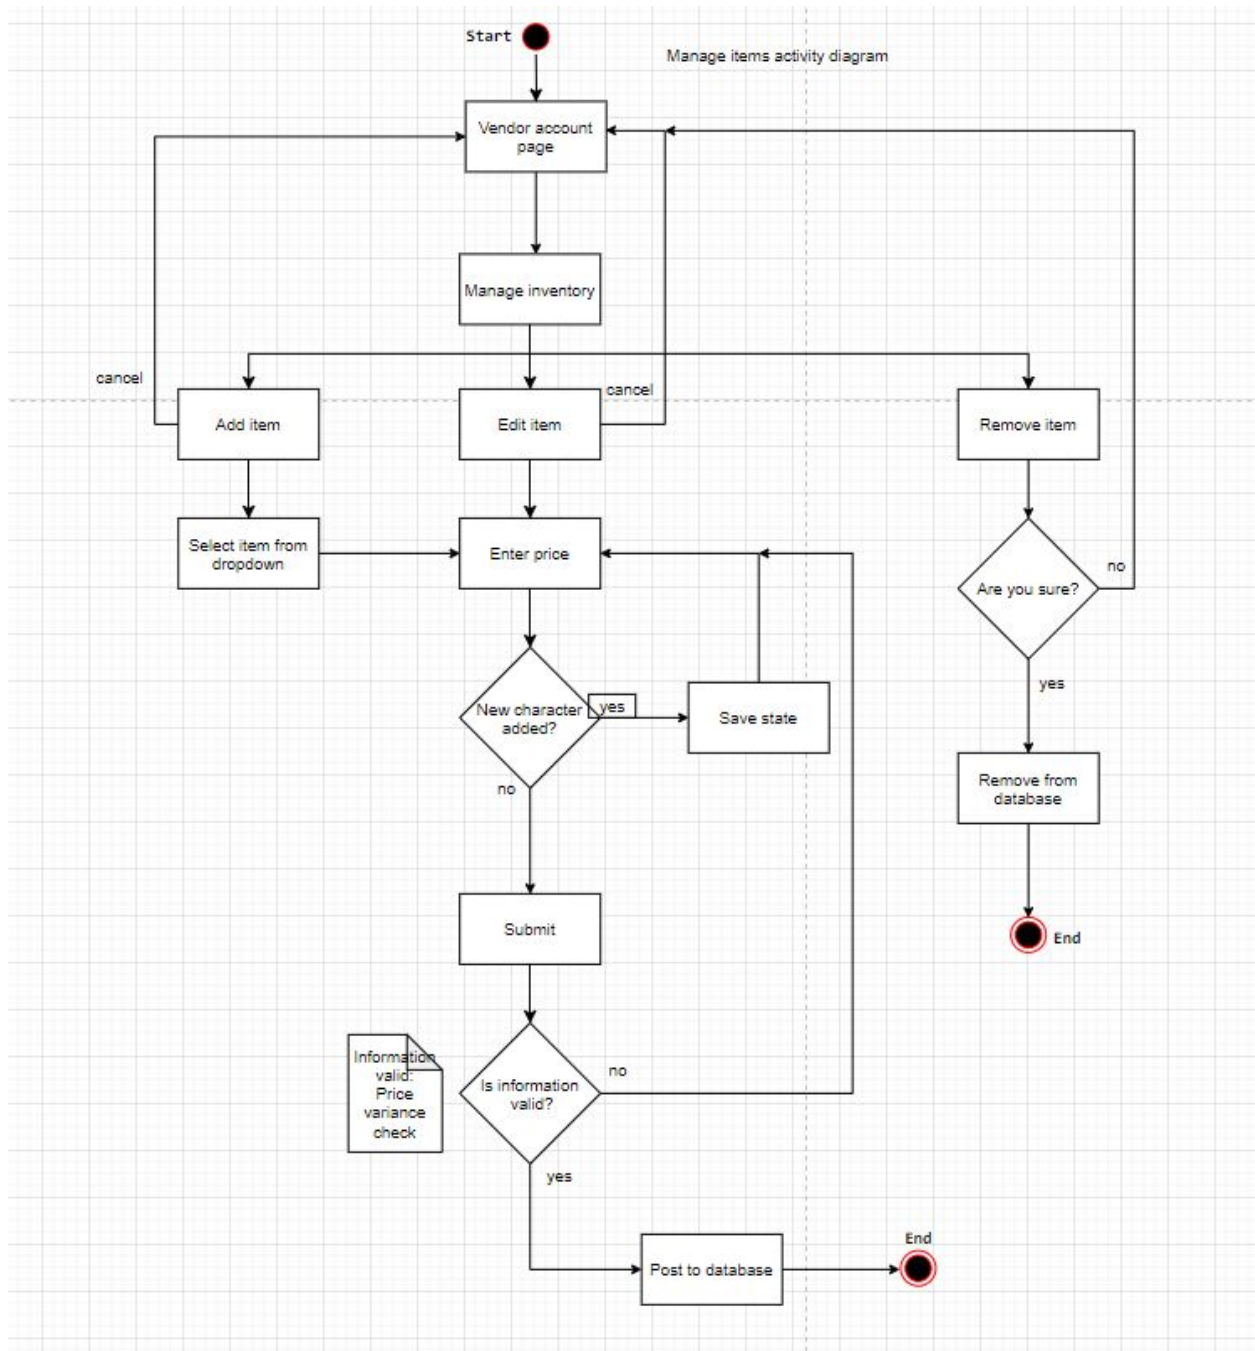 Start
Manage items activity diagram
Vendor account
page
Manage inventory
cancel
cancel
Add item
Edit item
Remove item
Select item from
dropdown
Enter price
no
Are you sure?
New character
added?
yes
Save state
yes
no
Remove from
database
Submit
End
Information
valid:
Price
variance
check
Is information
valid?
no
yes
End
Post to database